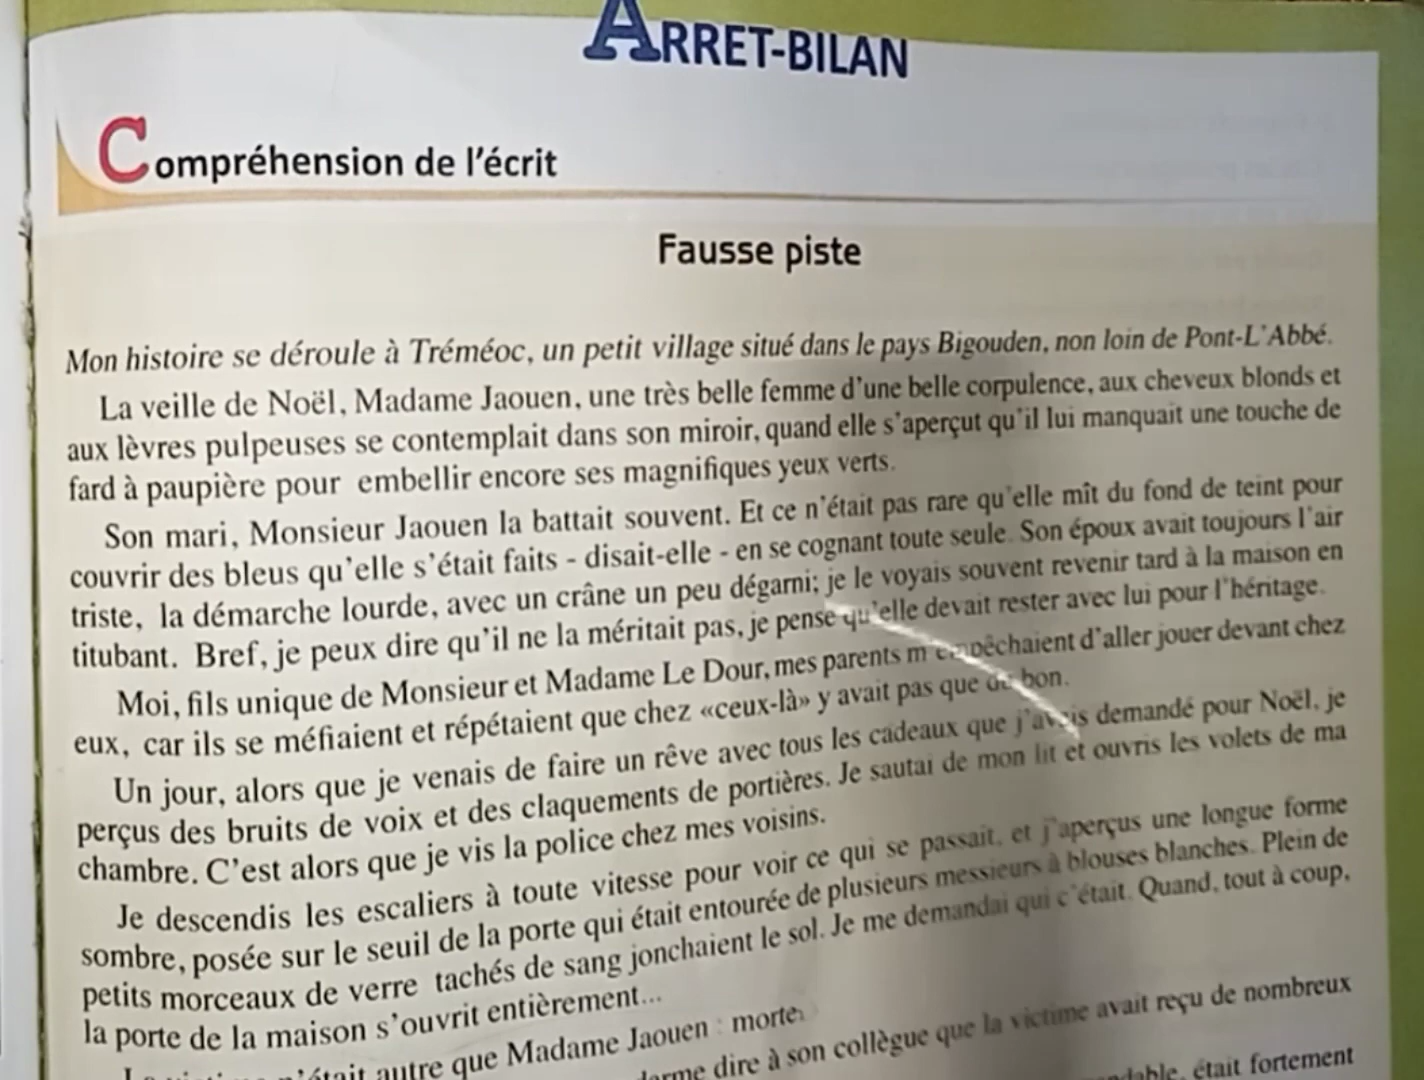 ARRET-BILAN
Compréhension de l'écrit
Fausse piste
Mon histoire se déroule à Tréméoc, un petit village situé dans le pays Bigouden, non loin de Pont-L'Abbé.
La veille de Noël, Madame Jaouen, une très belle femme d'une belle corpulence, aux cheveux blonds et
aux lèvres pulpeuses se contemplait dans son miroir, quand elle s'aperçut qu'il lui manquait une touche de
fard à paupière pour embellir encore ses magnifiques yeux verts.
Son mari, Monsieur Jaouen la battait souvent. Et ce n'était pas rare qu'elle mît du fond de teint pour
couvrir des bleus qu'elle s'était faits - disait-elle - en se cognant toute seule. Son époux avait toujours l'air
triste, la démarche lourde, avec un crâne un peu dégarni; je le voyais souvent revenir tard à la maison en
titubant. Bref, je peux dire qu'il ne la méritait pas, je pense qu'elle devait rester avec lui pour l'héritage.
Moi, fils unique de Monsieur et Madame Le Dour, mes parents m'empêchaient d'aller jouer devant chez
eux, car ils se méfiaient et répétaient que chez «ceux-là» y avait pas que du bon.
Un jour, alors que je venais de faire un rêve avec tous les cadeaux que j'avais demandé pour Noël, je
perçus des bruits de voix et des claquements de portières. Je sautai de mon lit et ouvris les volets de ma
chambre. C'est alors que je vis la police chez mes voisins.
Je descendis les escaliers à toute vitesse pour voir ce qui se passait, et j'aperçus une longue forme
sombre, posée sur le seuil de la porte qui était entourée de plusieurs messieurs à blouses blanches. Plein de
petits morceaux de verre tachés de sang jonchaient le sol. Je me demandai qui c'était. Quand, tout à coup,
la porte de la maison s'ouvrit entièrement...
n'était autre que Madame Jaouen : morte
dire à son collègue que la victime avait reçu de nombreux
était fortement